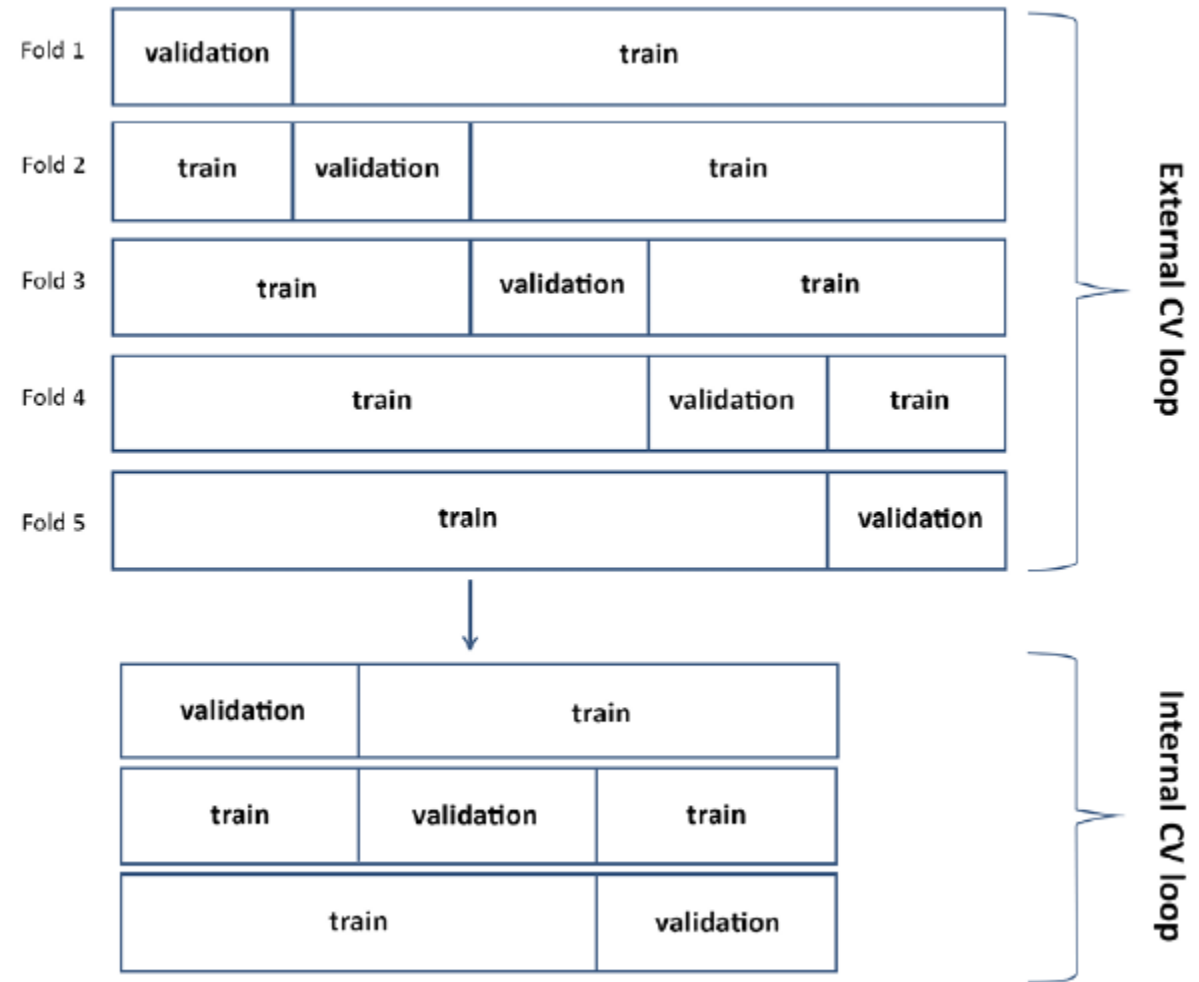 Fold 1
validation
train
Fold 2
train
validation
train
Fold 3
train
validation
train
Fold 4
train
validation
train
Fold 5
train
validation
External CV loop
validation
train
train
validation
train
train
validation
Internal CV loop